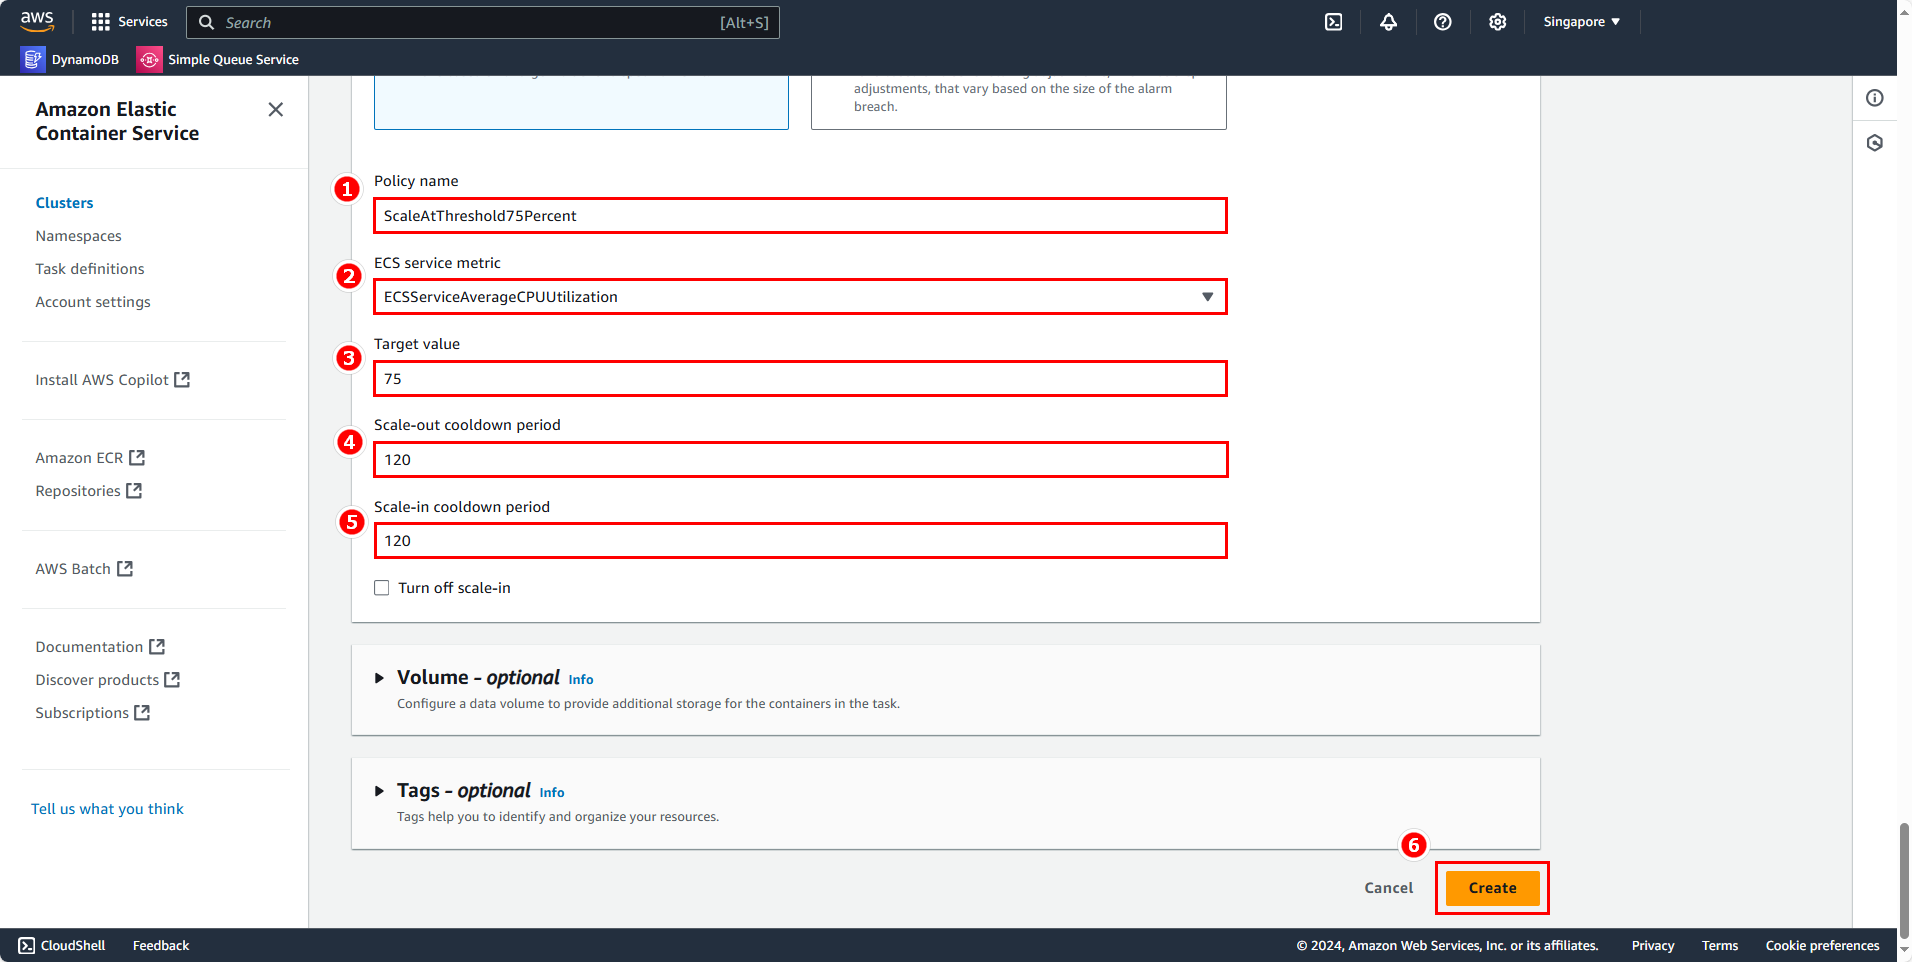 aws
Services
Search
[Alt+S]
Singapore
DynamoDB
Simple Queue Service
Amazon Elastic
Container Service
Clusters
Namespaces
Task definitions
Account settings
Install AWS Copilot
Amazon ECR
Repositories
AWS Batch
Documentation
Discover products
Subscriptions
Tell us what you think
adjustments, that vary based on the size of the alarm
breach.
1
Policy name
ScaleAtThreshold75Percent
2
ECS service metric
ECSServiceAverageCPUUtilization
3
Target value
75
4
Scale-out cooldown period
120
5
Scale-in cooldown period
120
Turn off scale-in
Volume - optional Info
Configure a data volume to provide additional storage for the containers in the task.
Tags - optional Info
Tags help you to identify and organize your resources.
6
Cancel
Create
CloudShell
Feedback
© 2024, Amazon Web Services, Inc. or its affiliates.
Privacy
Terms
Cookie preferences